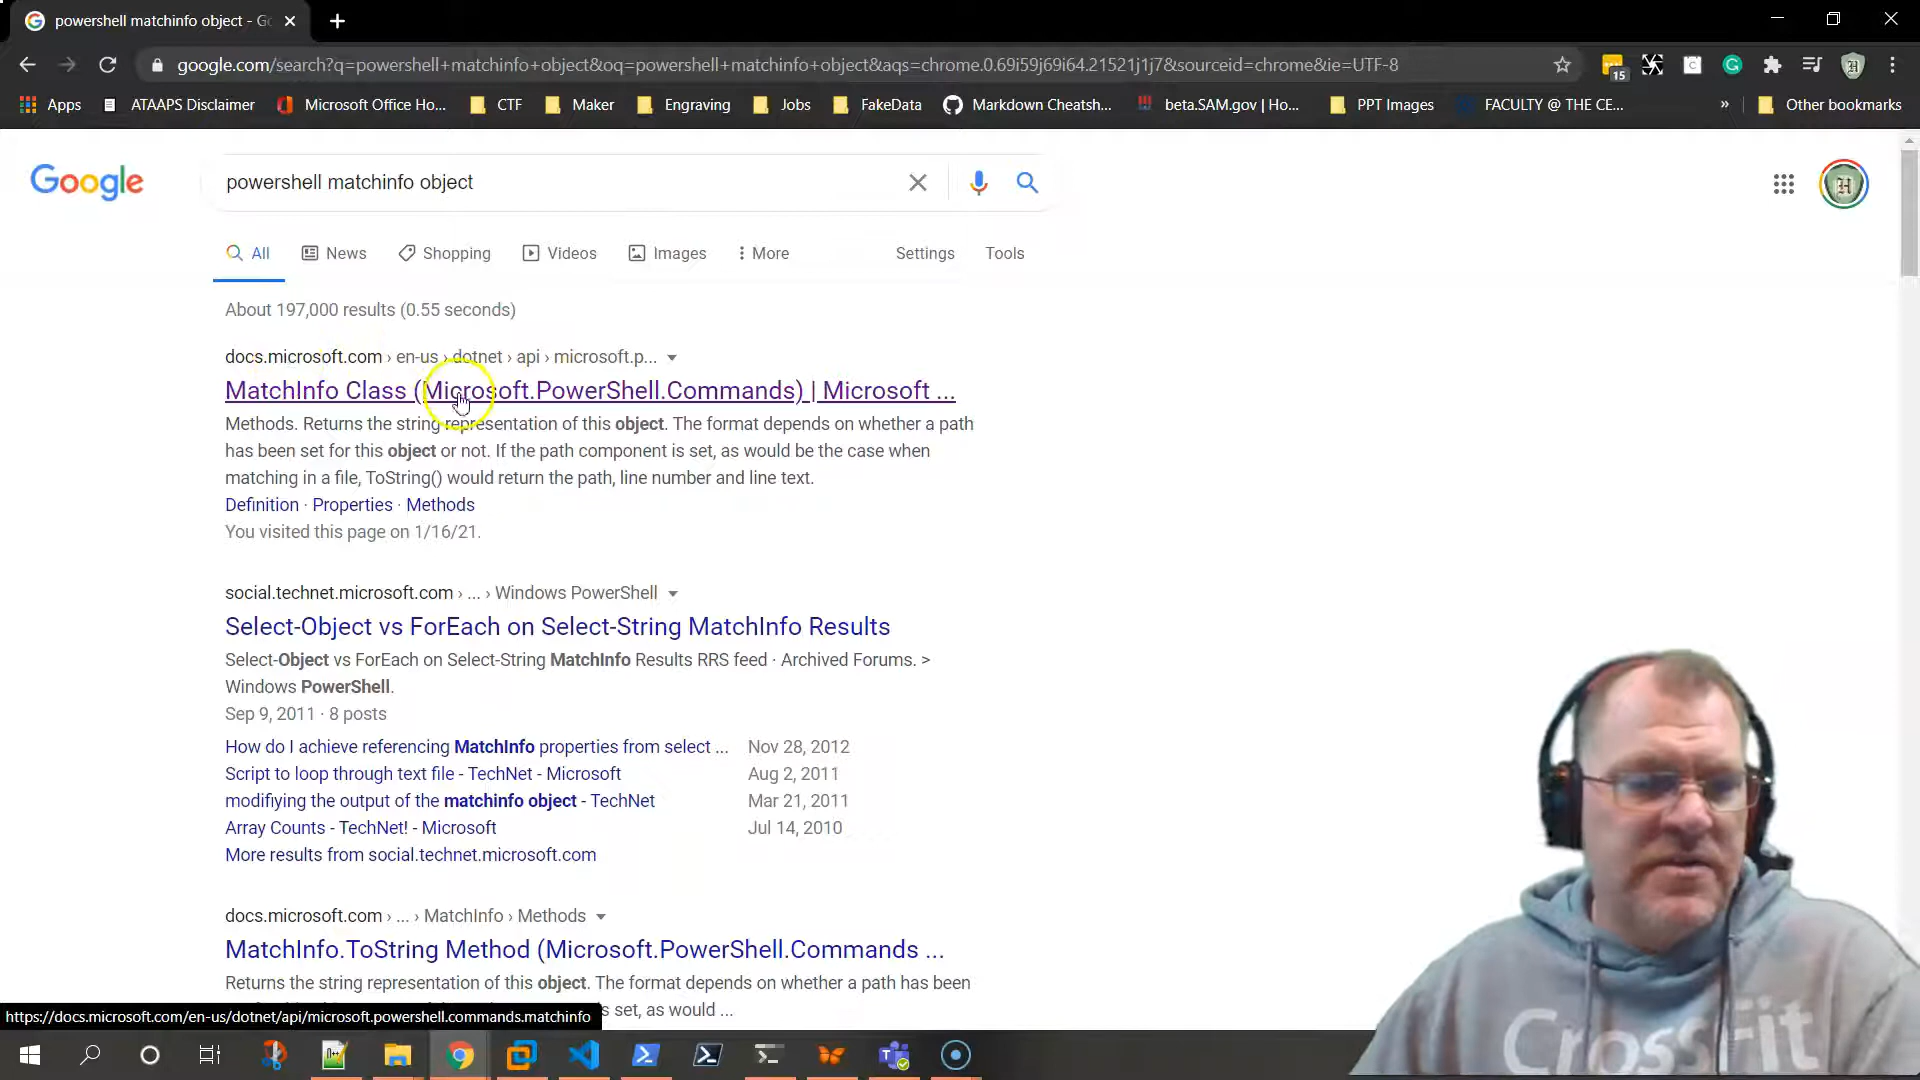 powershell matchinfo object - Go
google.com/search?q=powershell+matchinfo+object&oq=powershell+matchinfo+object&aqs=chrome.0.69i59j69i64.21521j1j7&sourceid=chrome&ie=UTF-8
15
Apps ATAAPS Disclaimer Microsoft Office Ho... CTF Maker Engraving Jobs FakeData Markdown Cheatsh... beta.SAM.gov | Ho... PPT Images FACULTY @ THE CE... » Other bookmarks
Google
powershell matchinfo object
All News Shopping Videos Images More Settings Tools
About 197,000 results (0.55 seconds)
docs.microsoft.com › en-us › dotnet › api › microsoft.p...
MatchInfo Class (Microsoft.PowerShell.Commands) | Microsoft ...
Methods. Returns the string representation of this object. The format depends on whether a path
has been set for this object or not. If the path component is set, as would be the case when
matching in a file, ToString() would return the path, line number and line text.
Definition · Properties · Methods
You visited this page on 1/16/21.
social.technet.microsoft.com › ... › Windows PowerShell
Select-Object vs ForEach on Select-String MatchInfo Results
Select-Object vs ForEach on Select-String MatchInfo Results RRS feed · Archived Forums. >
Windows PowerShell.
Sep 9, 2011 · 8 posts
How do I achieve referencing MatchInfo properties from select ... Nov 28, 2012
Script to loop through text file - TechNet - Microsoft Aug 2, 2011
modifiying the output of the matchinfo object - TechNet Mar 21, 2011
Array Counts - TechNet! - Microsoft Jul 14, 2010
More results from social.technet.microsoft.com
docs.microsoft.com › ... › MatchInfo › Methods
MatchInfo.ToString Method (Microsoft.PowerShell.Commands ...
Returns the string representation of this object. The format depends on whether a path has been
s set, as would ...
https://docs.microsoft.com/en-us/dotnet/api/microsoft.powershell.commands.matchinfo
CrossFit